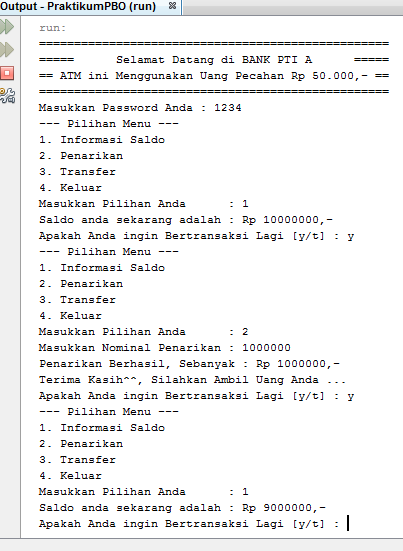 Output - PraktikumPBO (run)
run:
==================================================
=====      Selamat Datang di BANK PTI A      =====
== ATM ini Menggunakan Uang Pecahan Rp 50.000,- ==
==================================================
Masukkan Password Anda : 1234
--- Pilihan Menu ---
1. Informasi Saldo
2. Penarikan
3. Transfer
4. Keluar
Masukkan Pilihan Anda      : 1
Saldo anda sekarang adalah : Rp 10000000,-
Apakah Anda ingin Bertransaksi Lagi [y/t] : y
--- Pilihan Menu ---
1. Informasi Saldo
2. Penarikan
3. Transfer
4. Keluar
Masukkan Pilihan Anda      : 2
Masukkan Nominal Penarikan : 1000000
Penarikan Berhasil, Sebanyak : Rp 1000000,-
Terima Kasih^^, Silahkan Ambil Uang Anda ...
Apakah Anda ingin Bertransaksi Lagi [y/t] : y
--- Pilihan Menu ---
1. Informasi Saldo
2. Penarikan
3. Transfer
4. Keluar
Masukkan Pilihan Anda      : 1
Saldo anda sekarang adalah : Rp 9000000,-
Apakah Anda ingin Bertransaksi Lagi [y/t] :